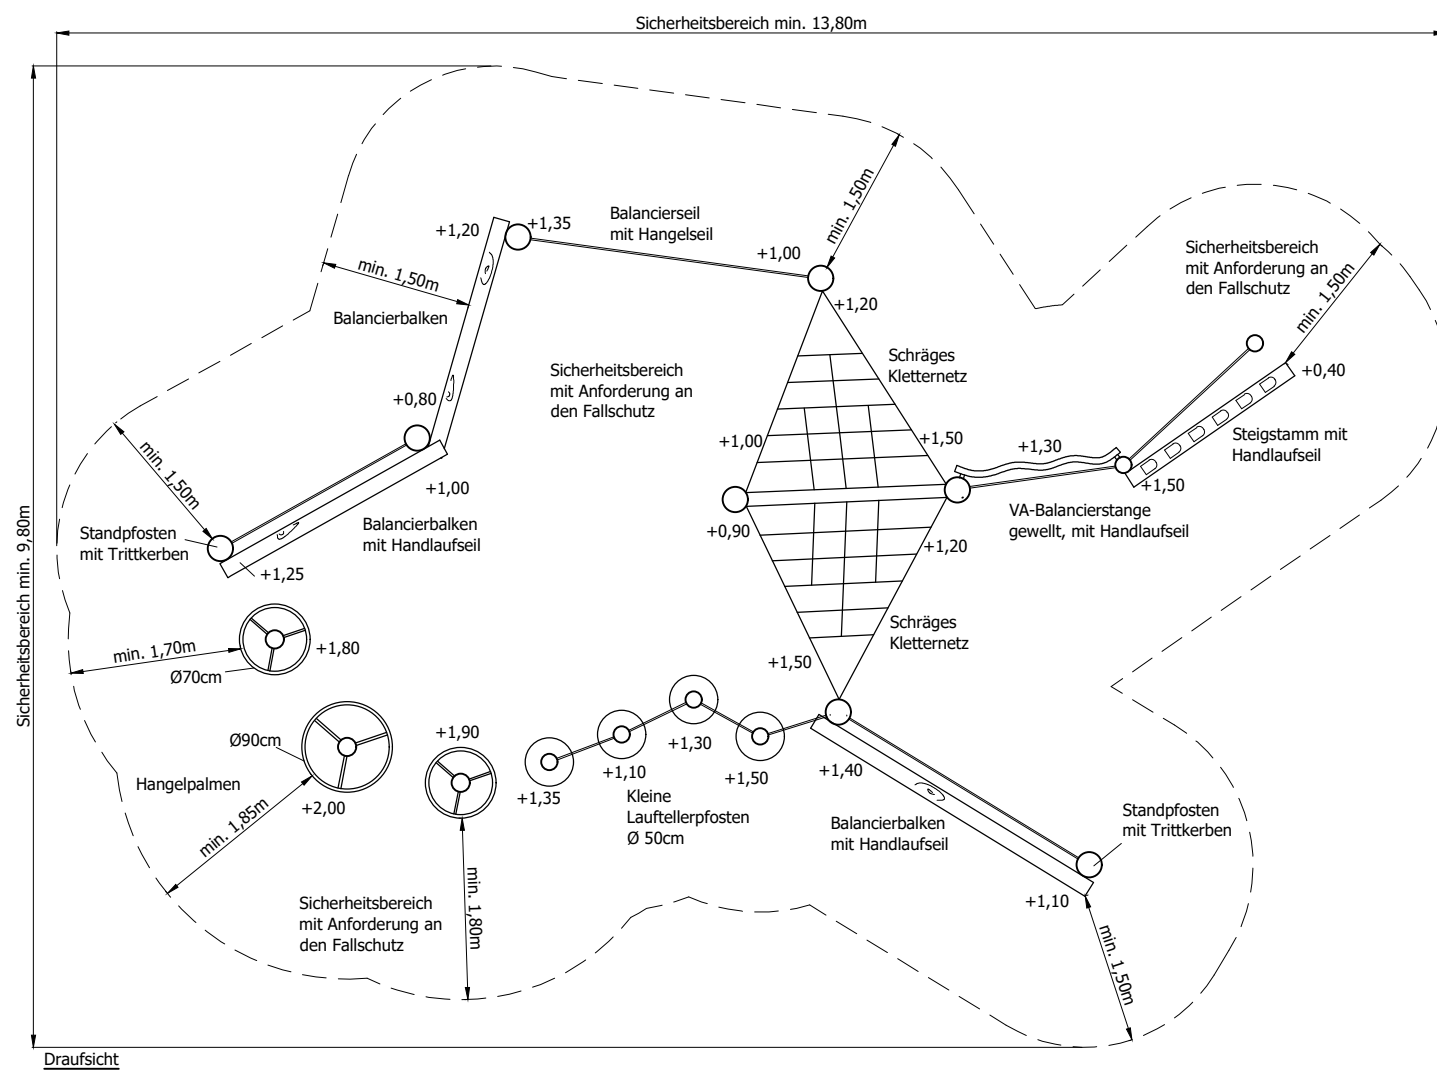 Sicherheitsbereich min. 13,80m
Sicherheitsbereich min. 9,80m
min. 1,50m
+1,20
+1,35
Balancierseil
mit Hangelseil
+1,00
min. 1,50m
Balancierbalken
+1,20
Sicherheitsbereich
mit Anforderung an
den Fallschutz
min. 1,50m
+0,40
Schräges
Kletternetz
Sicherheitsbereich
mit Anforderung an
den Fallschutz
+0,80
+1,00
+1,50
+1,30
Steigstamm mit
Handlaufseil
min. 1,50m
+1,00
+1,50
VA-Balancierstange
gewellt, mit Handlaufseil
Standpfosten
mit Trittkerben
Balancierbalken
mit Handlaufseil
+0,90
+1,20
+1,25
min. 1,70m
+1,80
Ø70cm
Schräges
Kletternetz
+1,50
Ø90cm
+1,90
+1,30
+1,10
+1,50
+1,40
Hangelpalmen
+2,00
+1,35
Kleine
Lauftellerpfosten
Ø 50cm
min. 1,85m
Balancierbalken
mit Handlaufseil
Standpfosten
mit Trittkerben
+1,10
Sicherheitsbereich
mit Anforderung an
den Fallschutz
min. 1,80m
min. 1,50m
Draufsicht